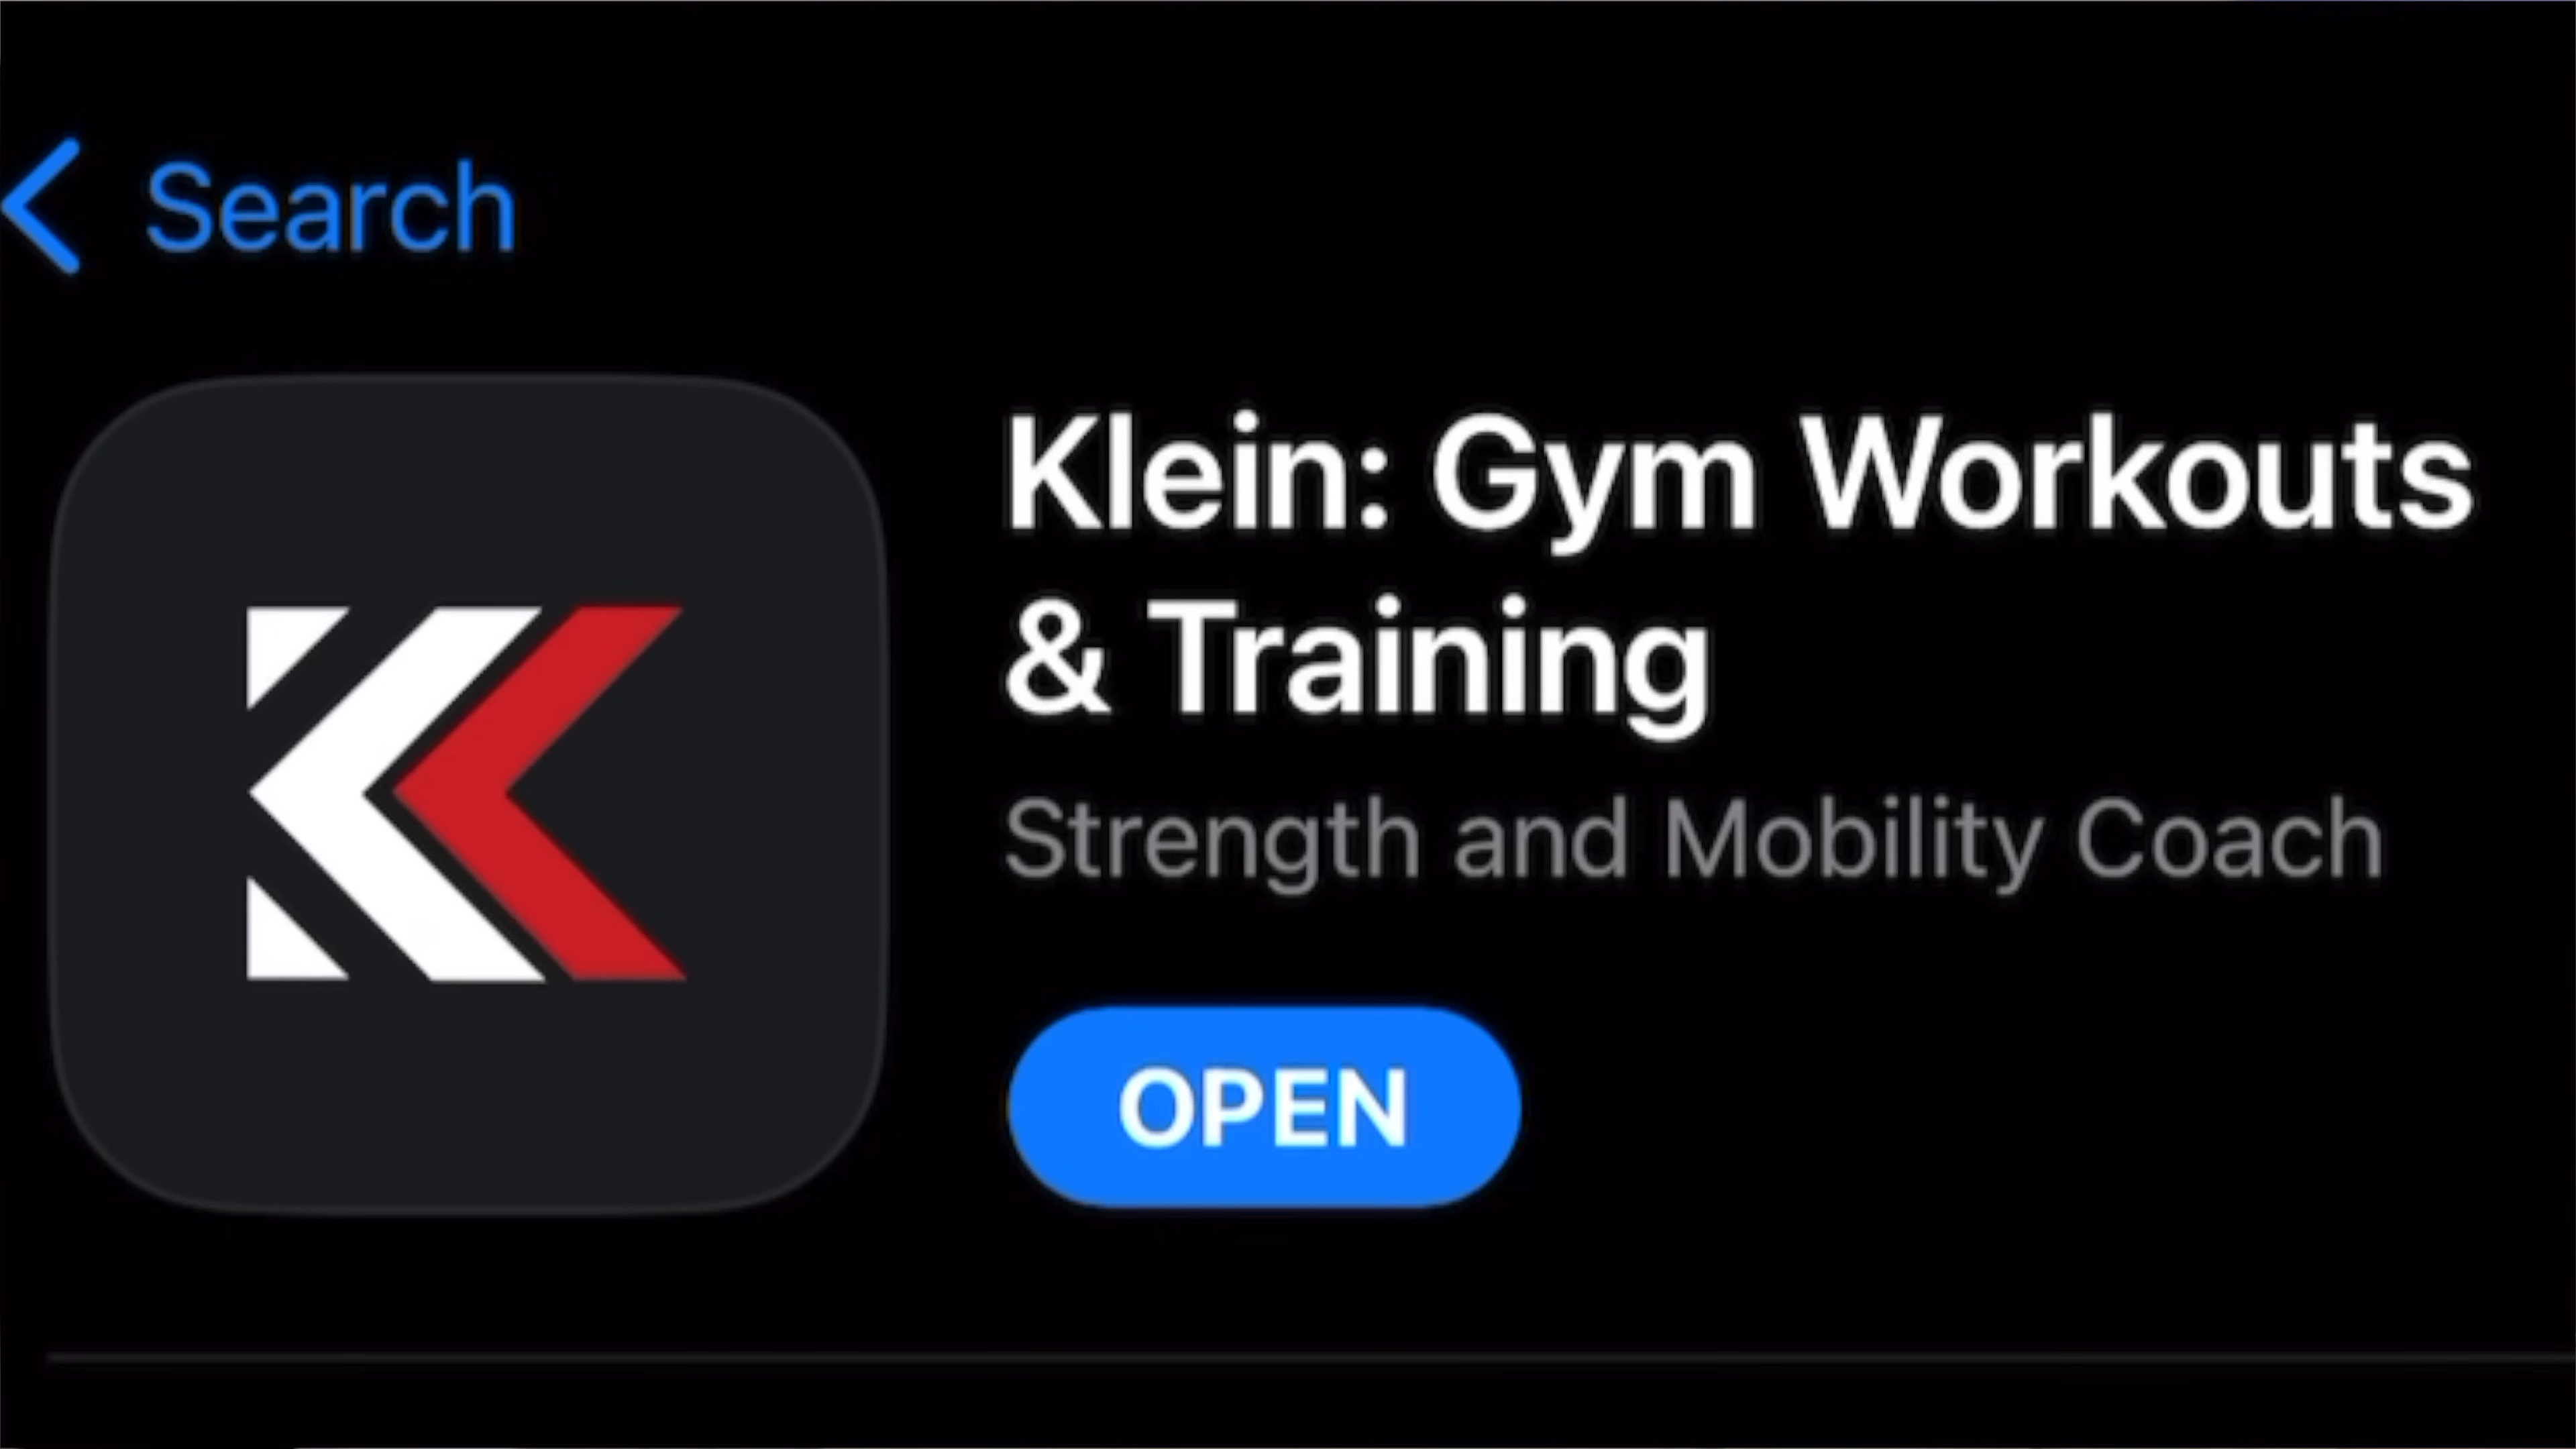 Search
Klein: Gym Workouts
& Training
Strength and Mobility Coach
OPEN